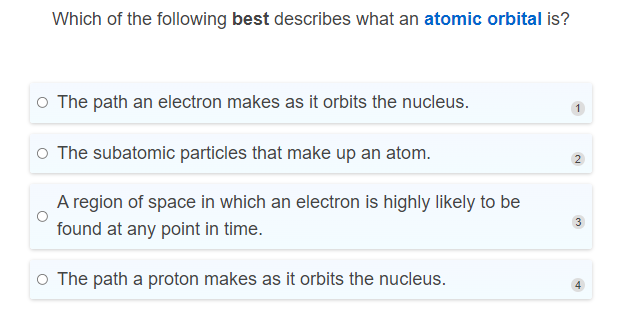 Which of the following best describes what an atomic orbital is?
The path an electron makes as it orbits the nucleus.
1
The subatomic particles that make up an atom.
2
A region of space in which an electron is highly likely to be
found at any point in time.
3
The path a proton makes as it orbits the nucleus.
4